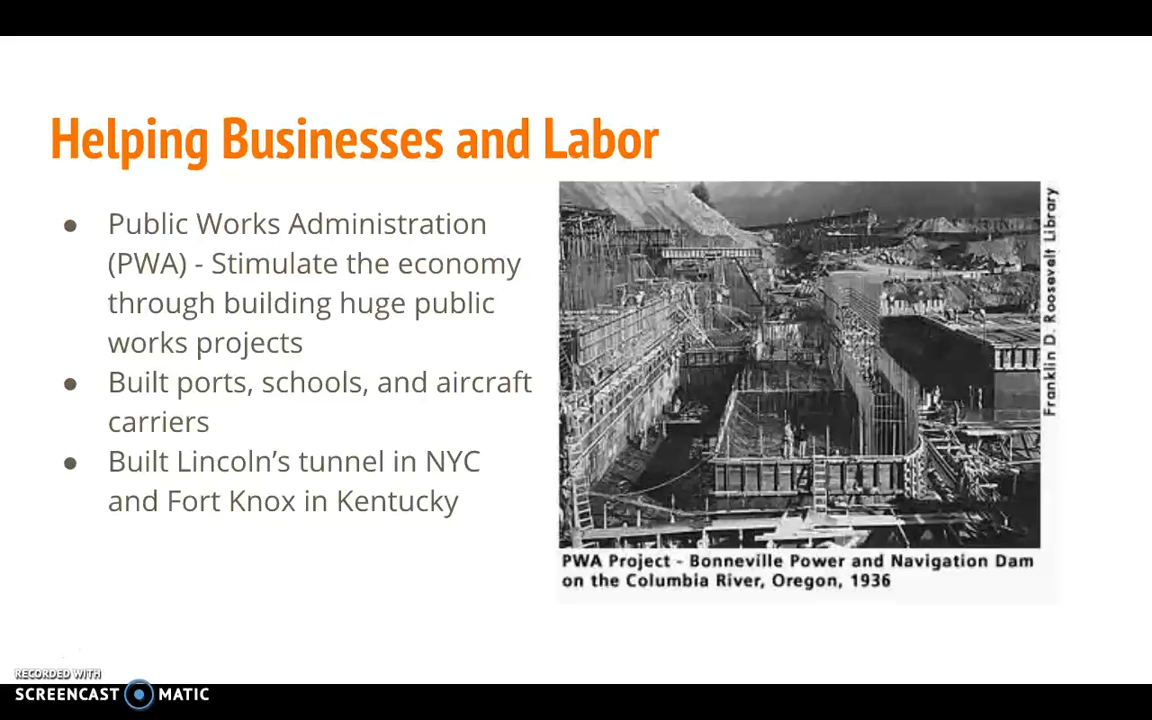 Helping Businesses and Labor
● Public Works Administration
(PWA) - Stimulate the economy
through building huge public
works projects
● Built ports, schools, and aircraft
carriers
● Built Lincoln’s tunnel in NYC
and Fort Knox in Kentucky
Franklin D. Roosevelt Library
PWA Project - Bonneville Power and Navigation Dam
on the Columbia River, Oregon, 1936
RECORDED WITH
SCREENCAST MATIC